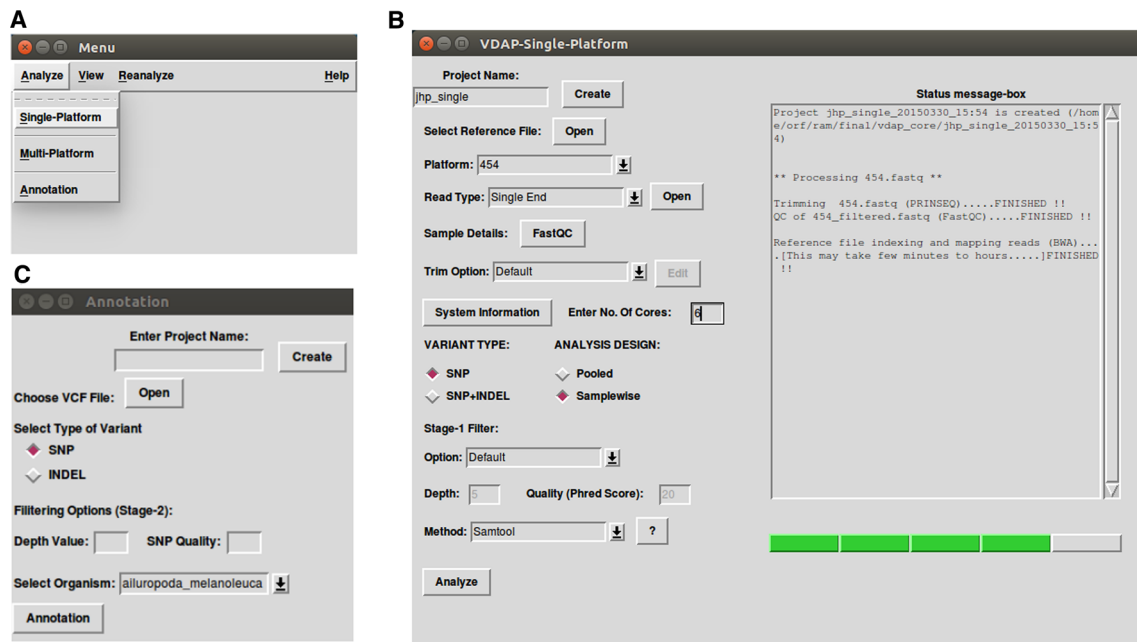 A
Menu
Analyze View Reanalyze Help
Single-Platform
Multi-Platform
Annotation
B
VDAP-Single-Platform
Project Name:
jhp_single Create
Select Reference File: Open
Platform: 454
Read Type: Single End Open
Sample Details: FastQC
Trim Option: Default Edit
System Information Enter No. Of Cores: 6
VARIANT TYPE: ANALYSIS DESIGN:
SNP Pooled
SNP+INDEL Samplewise
Stage-1 Filter:
Option: Default
Depth: 5 Quality (Phred Score): 20
Method: Samtool ?
Analyze
Status message-box
Project jhp_single_20150330_15:54 is created (/hom
e/orf/ram/final/vdap_core/jhp_single_20150330_15:5
4)
** Processing 454.fastq **
Trimming 454.fastq (PRINSEQ).....FINISHED !!
QC of 454_filtered.fastq (FastQC).....FINISHED !!
Reference file indexing and mapping reads (BWA)...
.[This may take few minutes to hours.....]FINISHED
!!
C
Annotation
Enter Project Name:
Create
Choose VCF File: Open
Select Type of Variant
SNP
INDEL
Filitering Options (Stage-2):
Depth Value: SNP Quality:
Select Organism: ailuropoda_melanoleuca
Annotation